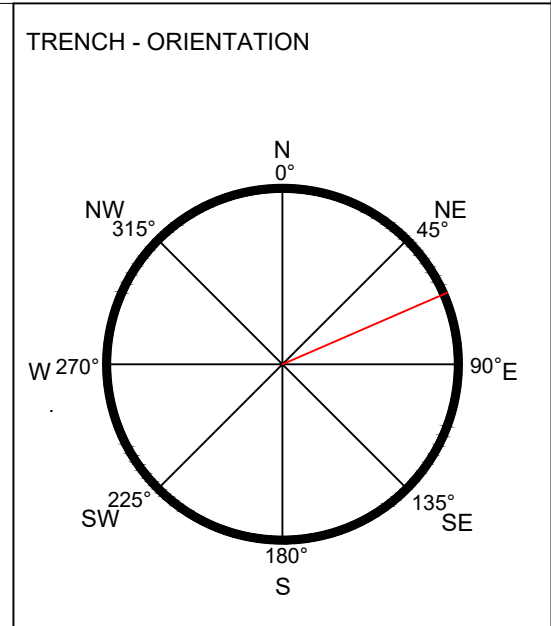 TRENCH - ORIENTATION
N
0°
NW
315°
NE
45°
W 270°
90°E
225°
SW
135°
SE
180°
S